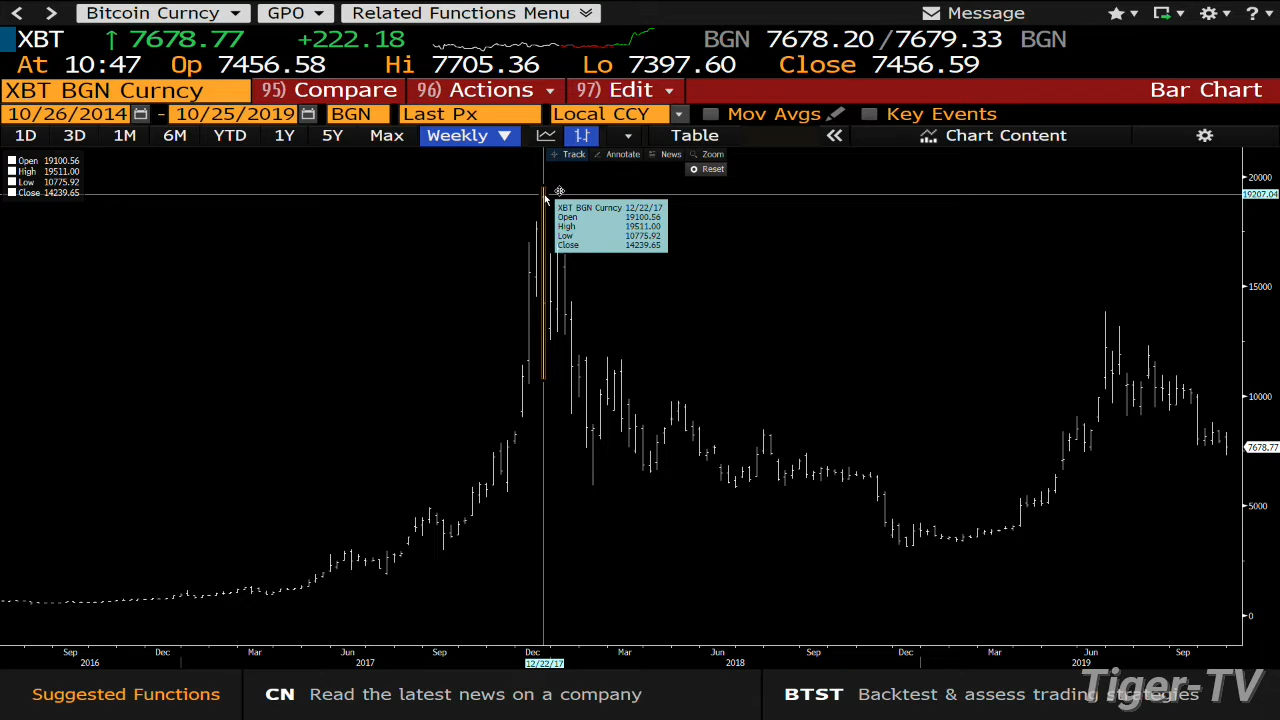 Bitcoin Curncy GPO Related Functions Menu Message
XBT ↑ 7678.77 +222.18 BGN 7678.20/7679.33 BGN
At 10:47 Op 7456.58 Hi 7705.36 Lo 7397.60 Close 7456.59
XBT BGN Curncy 95) Compare 96) Actions 97) Edit Bar Chart
10/26/2014 - 10/25/2019 BGN Last Px Local CCY Mov Avgs Key Events
1D 3D 1M 6M YTD 1Y 5Y Max Weekly ▼ Table « Chart Content
Track Annotate News Zoom
Reset
Open 19100.56
High 19511.00
Low 10775.92
Close 14239.65
20000
19207.04
XBT BGN Curncy 12/22/17
Open 19100.56
High 19511.00
Low 10775.92
Close 14239.65
15000
10000
7678.77
5000
0
Sep Dec Mar Jun Sep Dec Mar Jun Sep Dec Jun Sep
2016 2017 12/22/17 2018 2019
Suggested Functions CN Read the latest news on a company BTST Backtest & assess trading strategies
Tiger-TV